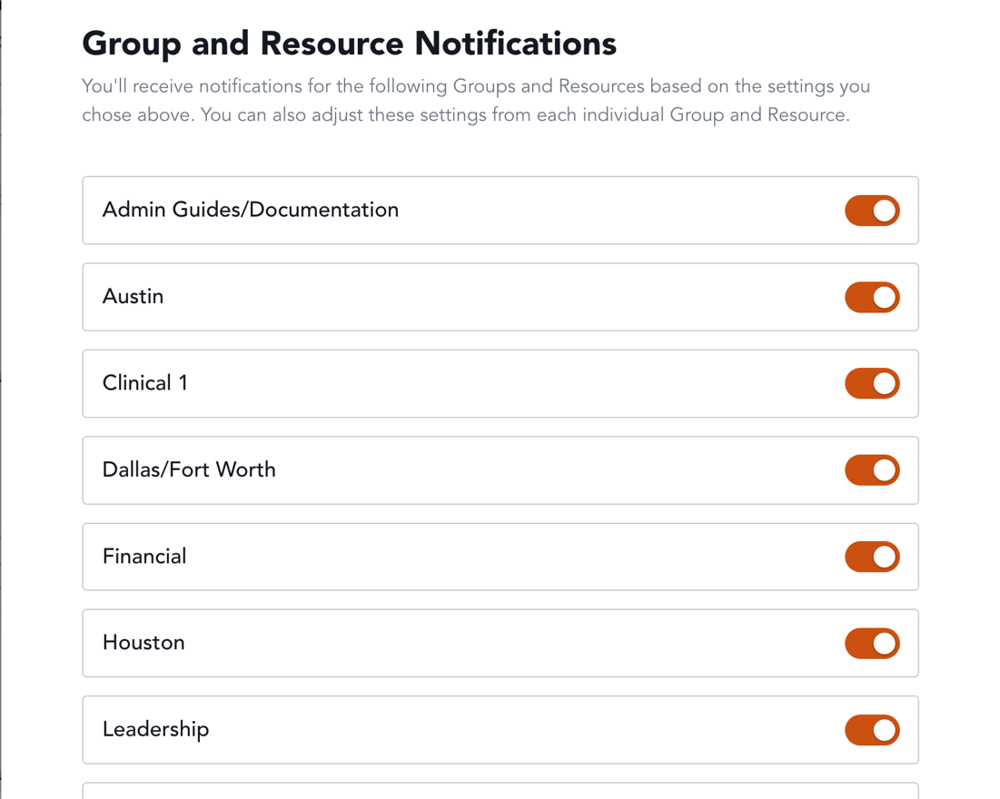 Group and Resource Notifications
You'll receive notifications for the following Groups and Resources based on the settings you
chose above. You can also adjust these settings from each individual Group and Resource.
Admin Guides/Documentation
Austin
Clinical 1
Dallas/Fort Worth
Financial
Houston
Leadership